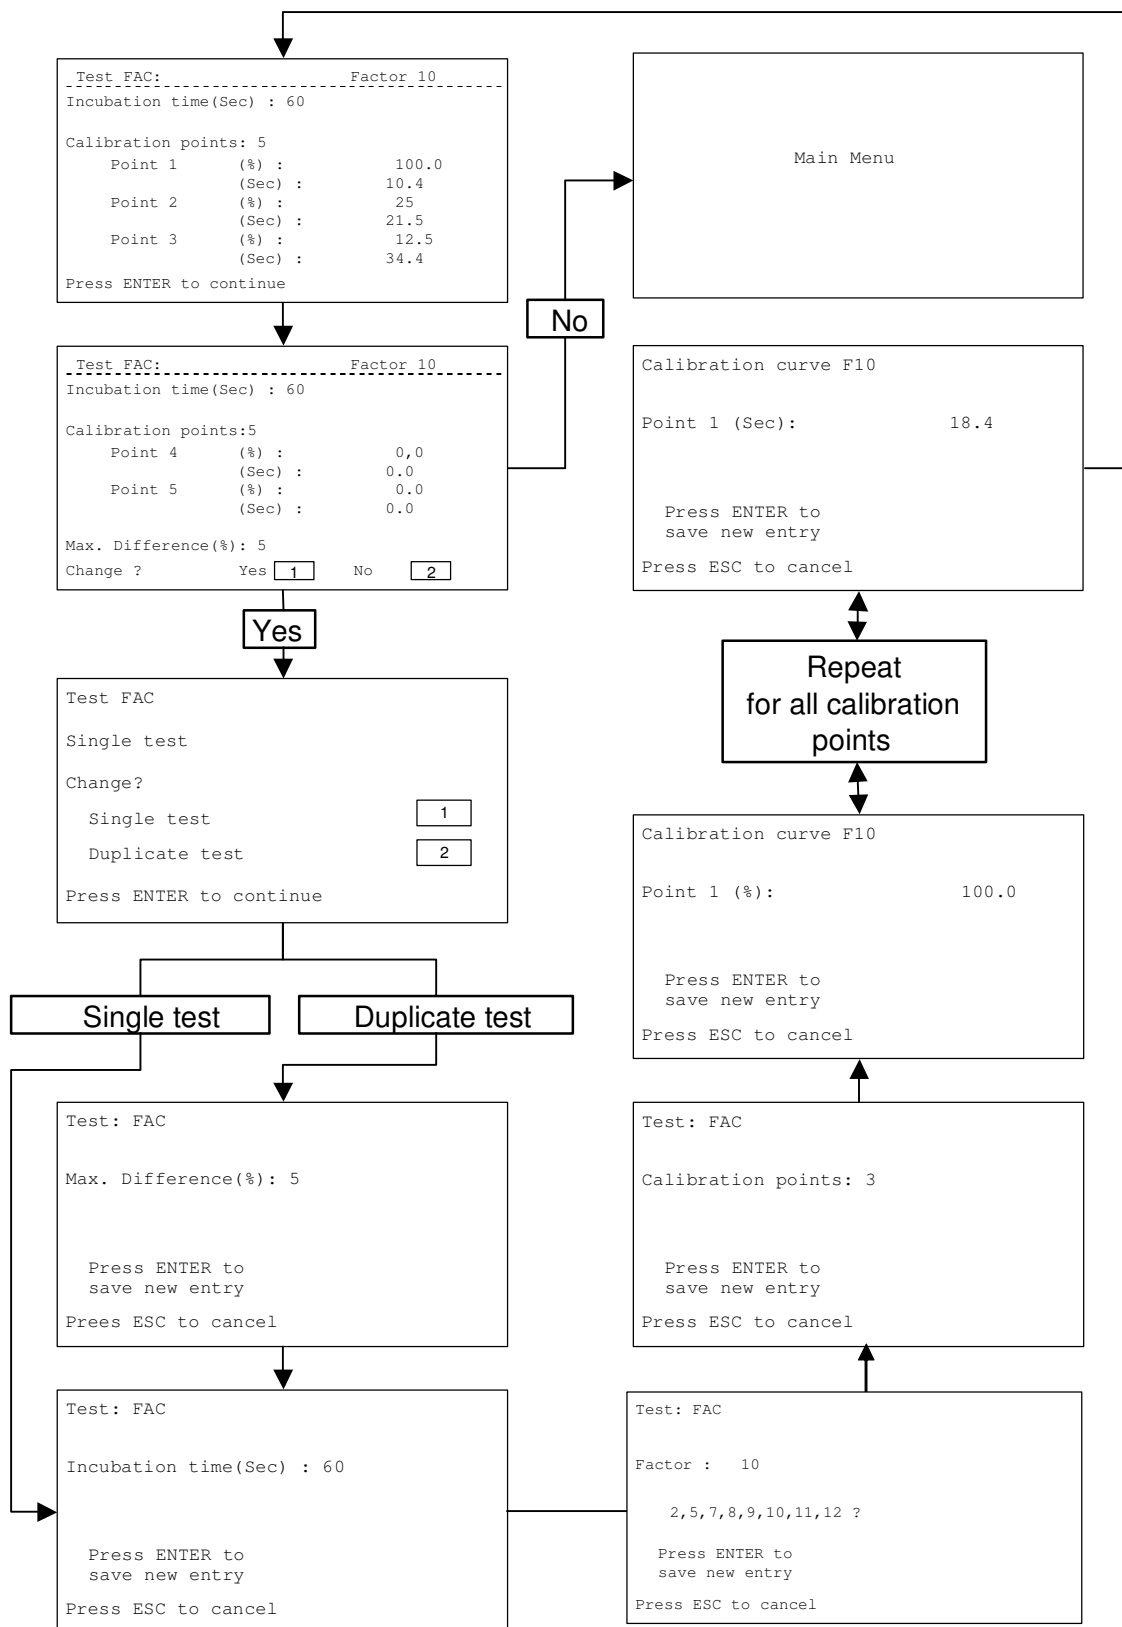 Test FAC: Factor 10
Incubation time(Sec) : 60
Calibration points: 5
Point 1 (%) : 100.0
(Sec) : 10.4
Point 2 (%) : 25
(Sec) : 21.5
Point 3 (%) : 12.5
(Sec) : 34.4
Press ENTER to continue
Main Menu
No
Test FAC: Factor 10
Incubation time(Sec) : 60
Calibration points:5
Point 4 (%) : 0,0
(Sec) : 0.0
Point 5 (%) : 0.0
(Sec) : 0.0
Max. Difference(%): 5
Change ? Yes 1 No 2
Calibration curve F10
Point 1 (Sec): 18.4
Press ENTER to
save new entry
Press ESC to cancel
Yes
Test FAC
Single test
Change?
Single test 1
Duplicate test 2
Press ENTER to continue
Repeat
for all calibration
points
Calibration curve F10
Point 1 (%): 100.0
Press ENTER to
save new entry
Press ESC to cancel
Single test
Duplicate test
Test: FAC
Max. Difference(%): 5
Press ENTER to
save new entry
Prees ESC to cancel
Test: FAC
Calibration points: 3
Press ENTER to
save new entry
Press ESC to cancel
Test: FAC
Incubation time(Sec) : 60
Press ENTER to
save new entry
Press ESC to cancel
Test: FAC
Factor : 10
2,5,7,8,9,10,11,12 ?
Press ENTER to
save new entry
Press ESC to cancel